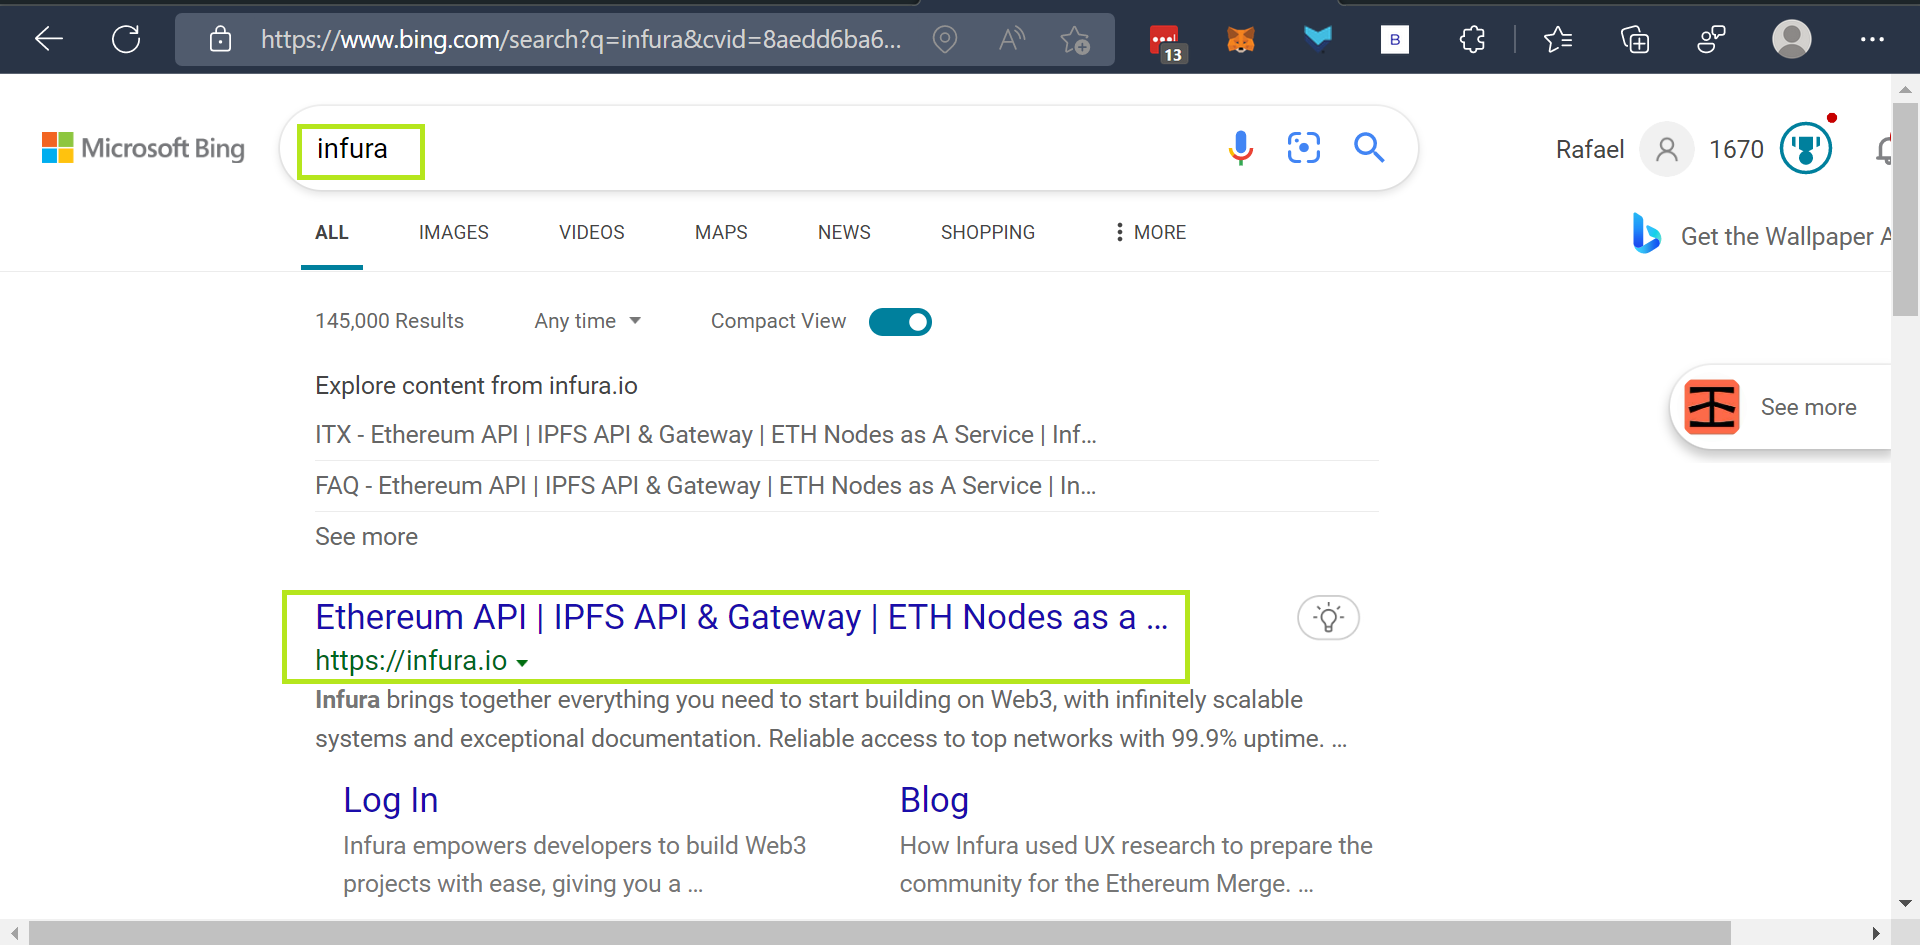 https://www.bing.com/search?q=infura&cvid=8aedd6ba6...
13
B
Microsoft Bing
infura
Rafael
1670
ALL
IMAGES
VIDEOS
MAPS
NEWS
SHOPPING
MORE
Get the Wallpaper A
145,000 Results
Any time
Compact View
Explore content from infura.io
ITX - Ethereum API | IPFS API & Gateway | ETH Nodes as A Service | Inf...
FAQ - Ethereum API | IPFS API & Gateway | ETH Nodes as A Service | In...
See more
See more
Ethereum API | IPFS API & Gateway | ETH Nodes as a ...
https://infura.io
Infura brings together everything you need to start building on Web3, with infinitely scalable
systems and exceptional documentation. Reliable access to top networks with 99.9% uptime. ...
Log In
Infura empowers developers to build Web3
projects with ease, giving you a ...
Blog
How Infura used UX research to prepare the
community for the Ethereum Merge. ...